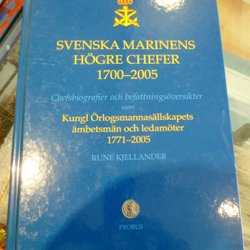 SVENSKA MARINENS
HÖGRE CHEFER
1700–2005
Chefsbiografier och befattningsöversikter
samt
Kungl Örlogsmannasällskapets
ämbetsmän och ledamöter
1771–2005
RUNE KJELLANDER
PROBUS